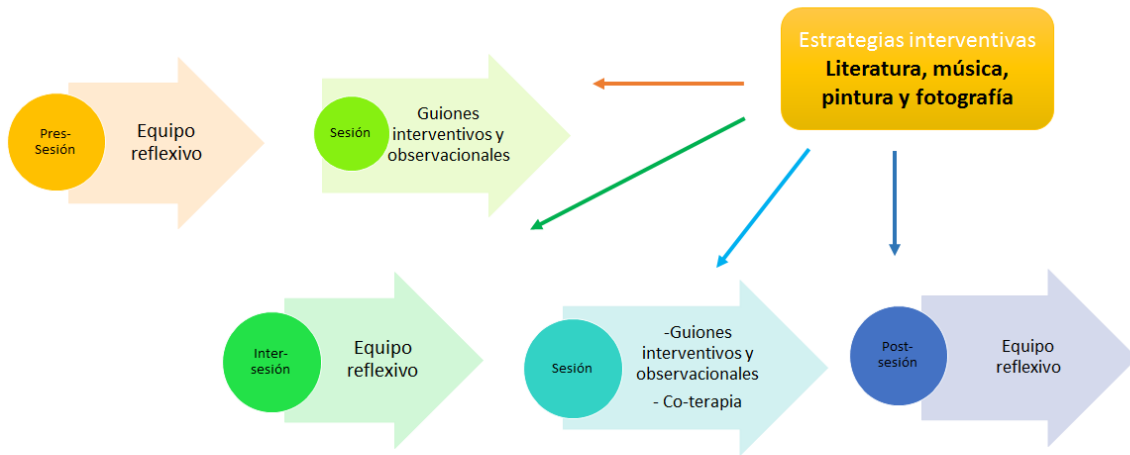 Estrategias interventivas
Literatura, música,
pintura y fotografía
Pres-
Sesión
Equipo
reflexivo
Sesión
Guiones
interventivos y
observacionales
Inter-
sesión
Equipo
reflexivo
Sesión
-Guiones
interventivos y
observacionales
- Co-terapia
Post-
sesión
Equipo
reflexivo